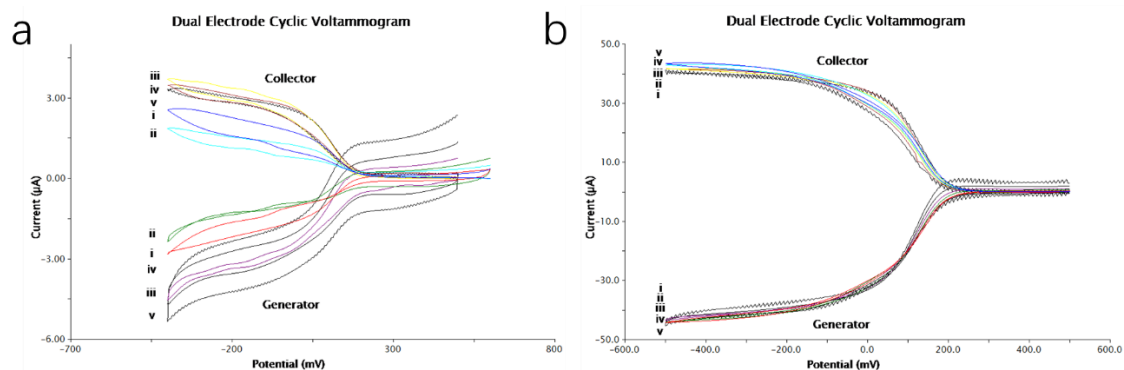 a
Dual Electrode Cyclic Voltammogram
Current (µA)
3.00
0.00
-3.00
-6.00
iii
iv
v
i
ii
Collector
ii
i
iv
iii
v
Generator
-700
-200
300
800
Potential (mV)
b
Dual Electrode Cyclic Voltammogram
Current (µA)
50.0
30.0
10.0
-10.0
-30.0
-50.0
v
iv
iii
ii
i
Collector
i
ii
iii
iv
v
Generator
-600.0
-400.0
-200.0
0.0
200.0
400.0
600.0
Potential (mV)